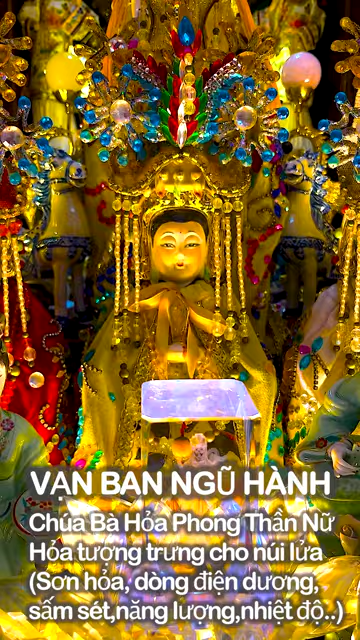 VẠN BAN NGŨ HÀNH
Chúa Bà Hỏa Phong Thần Nữ
Hỏa tượng trưng cho núi lửa
(Sơn hỏa, dòng điện dương,
sấm sét,năng lượng,nhiệt độ..)